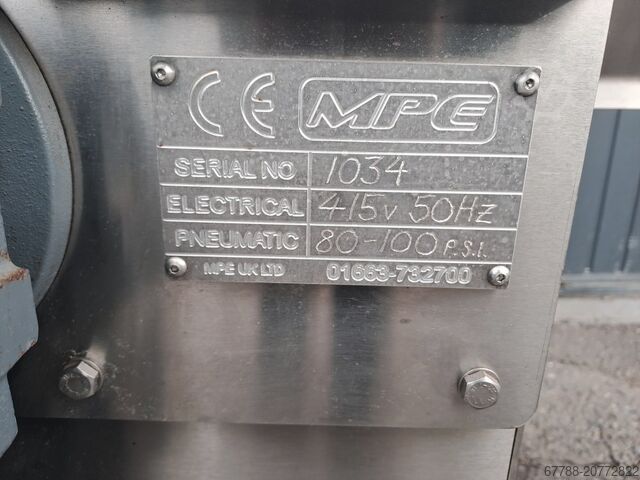 CE MPE
SERIAL NO 1034
ELECTRICAL 415v 50Hz
PNEUMATIC 80-100 P.S.I.
MPE UK LTD 01663-732700
67788-20772822